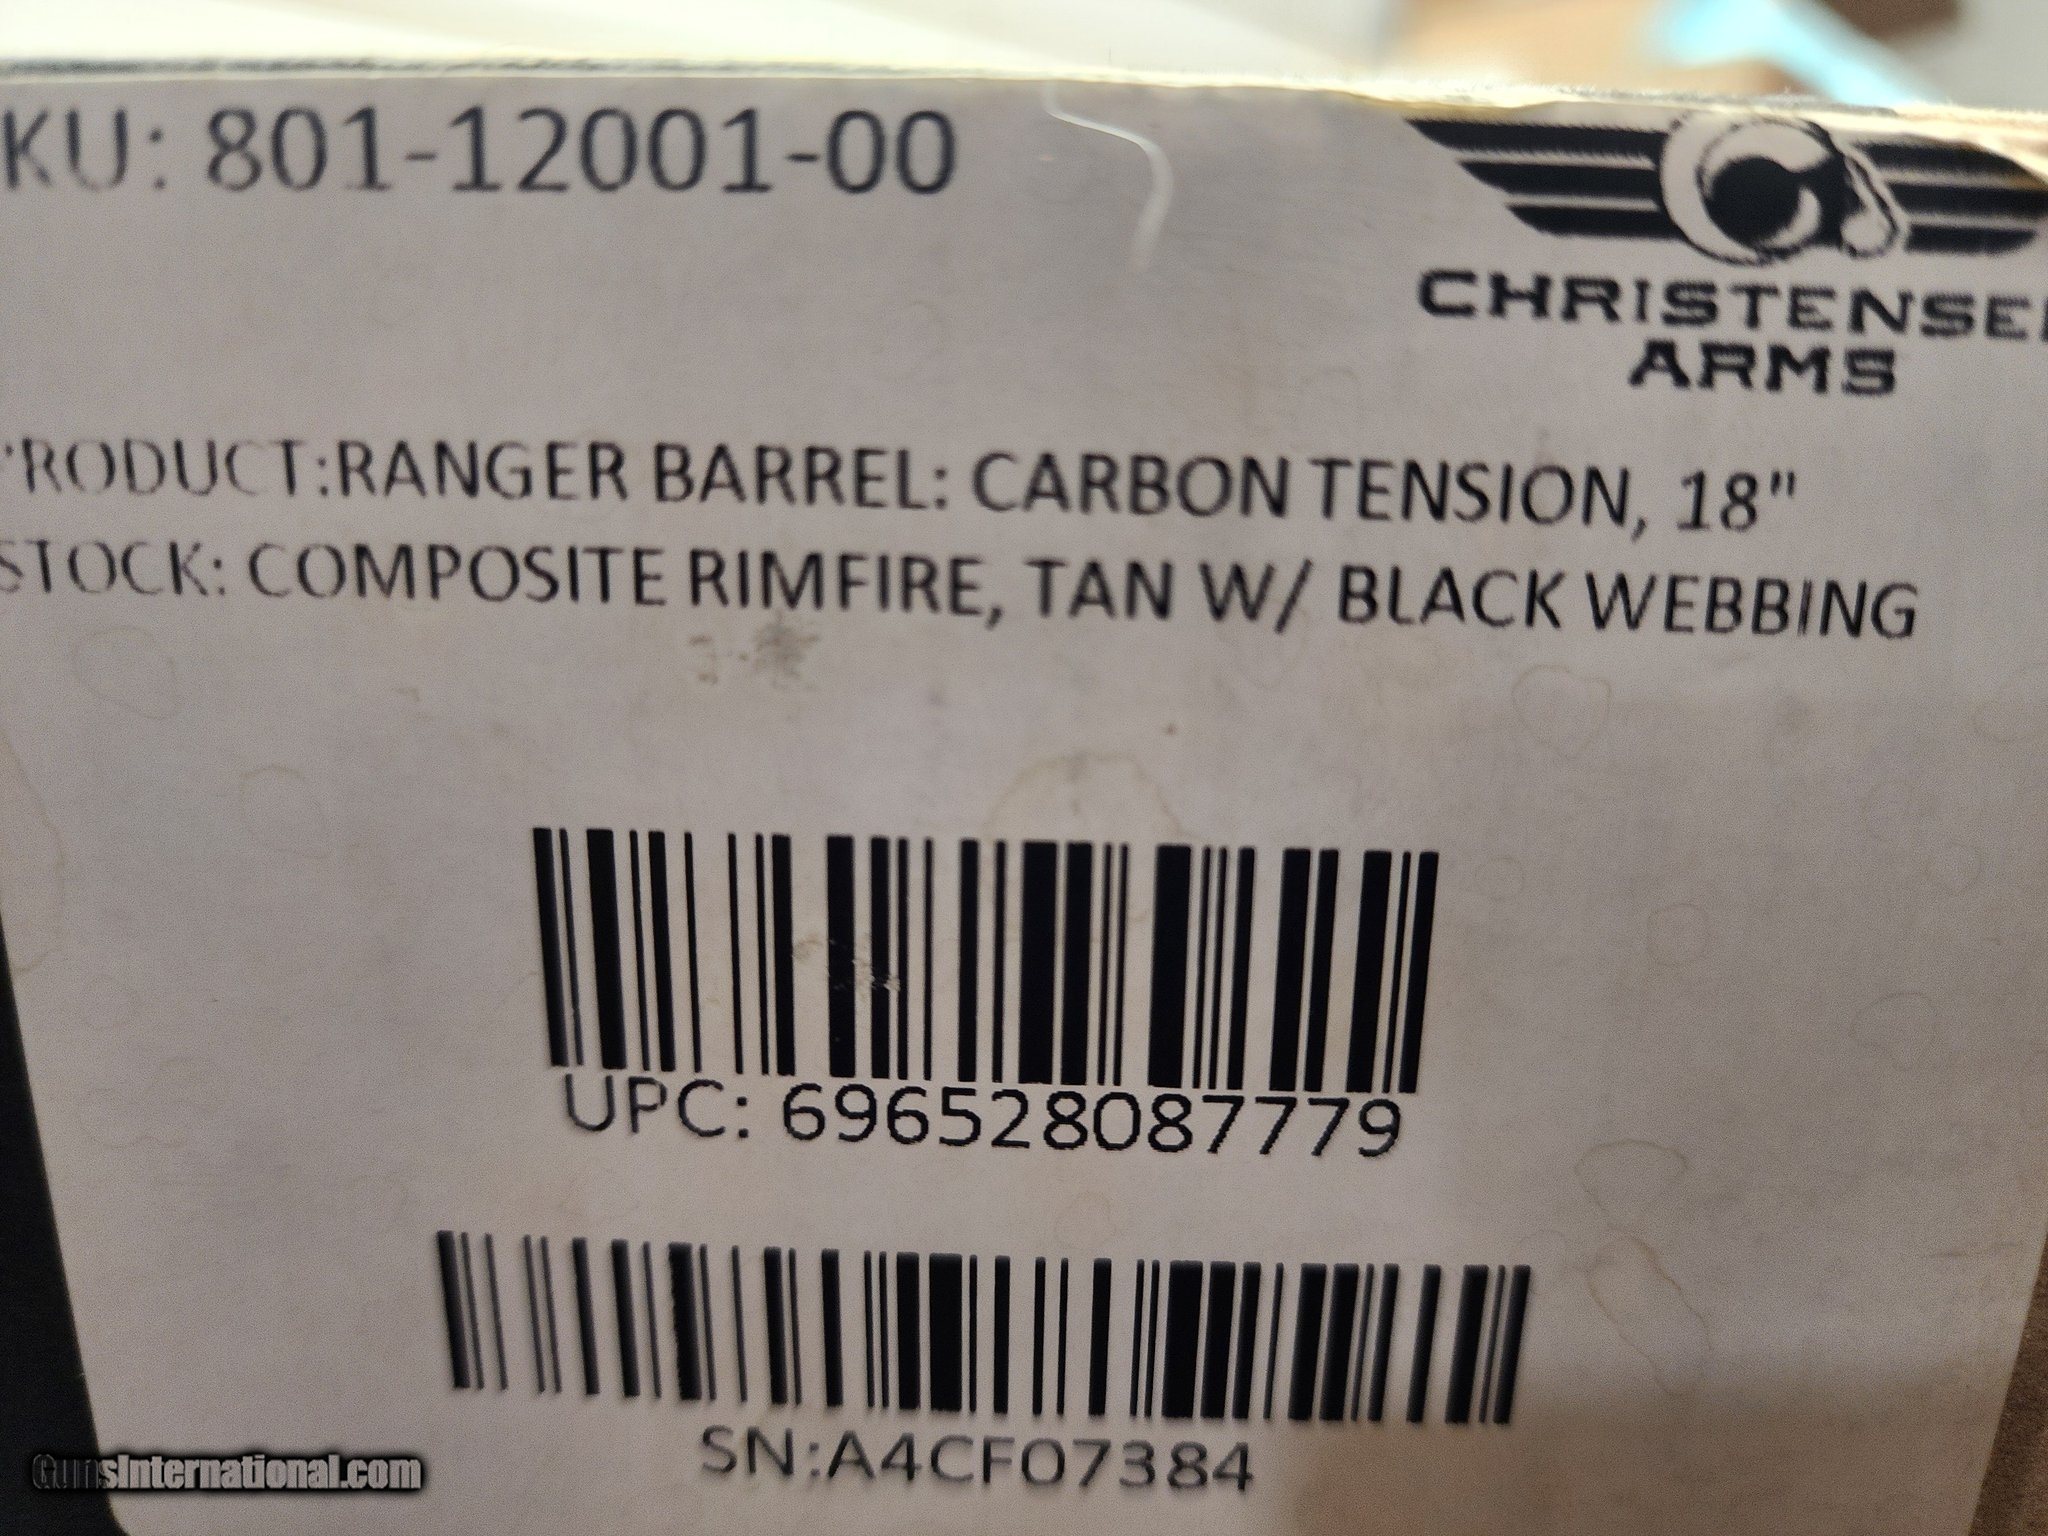 KU: 801-12001-00
CHRISTENSE
ARMS
PRODUCT:RANGER BARREL: CARBON TENSION, 18"
STOCK: COMPOSITE RIMFIRE, TAN W/ BLACK WEBBING
UPC: 696528087779
SN:A4CF07384
GunsInternational.com